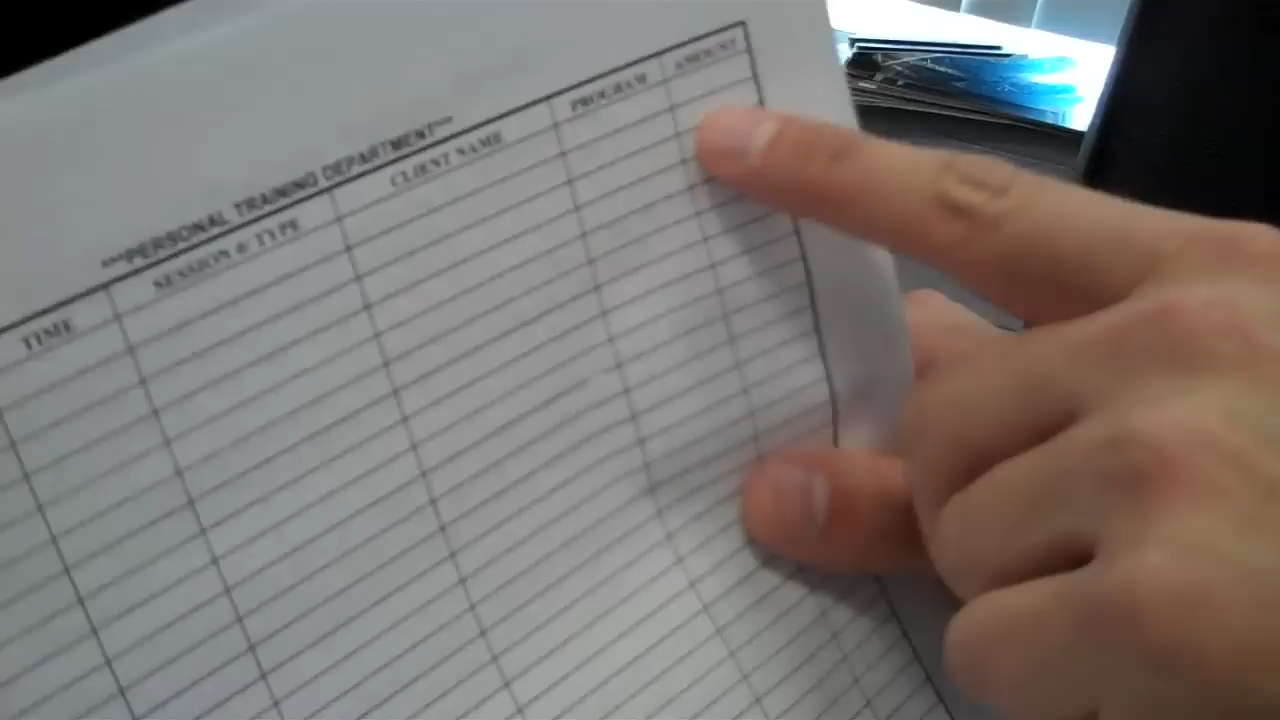 ***PERSONAL TRAINING DEPARTMENT***
TIME SESSION # TYPE CLIENT NAME PROGRAM AMOUNT